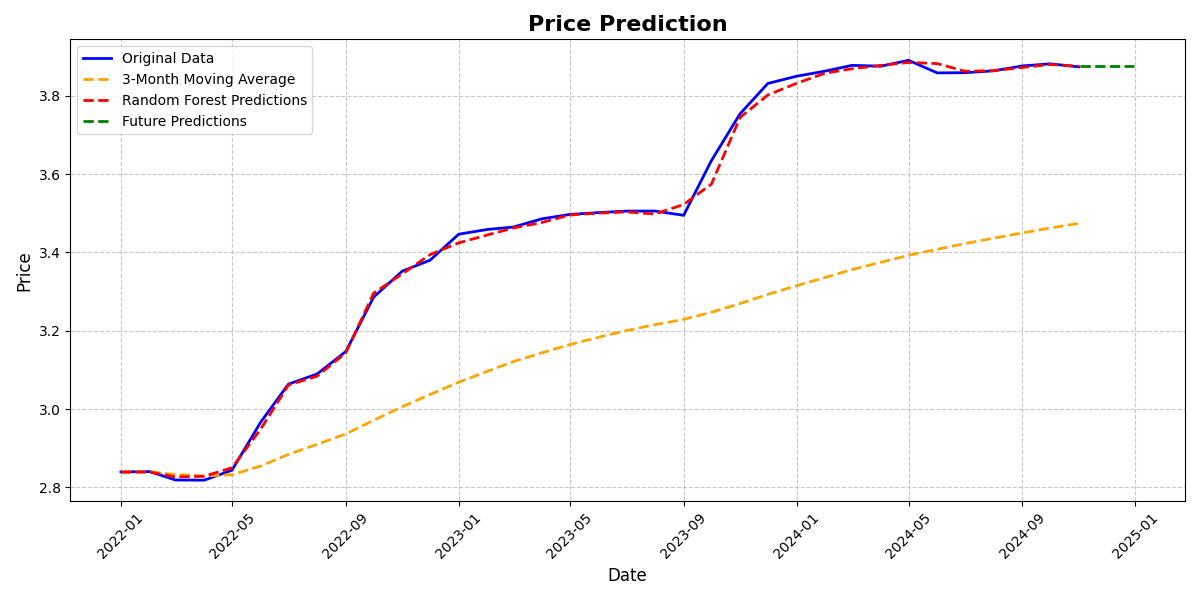 Price Prediction
Original Data
3-Month Moving Average
Random Forest Predictions
Future Predictions
Price
3.8
3.6
3.4
3.2
3.0
2.8
2022-01
2022-05
2022-09
2023-01
2023-05
2023-09
2024-01
2024-05
2024-09
2025-01
Date